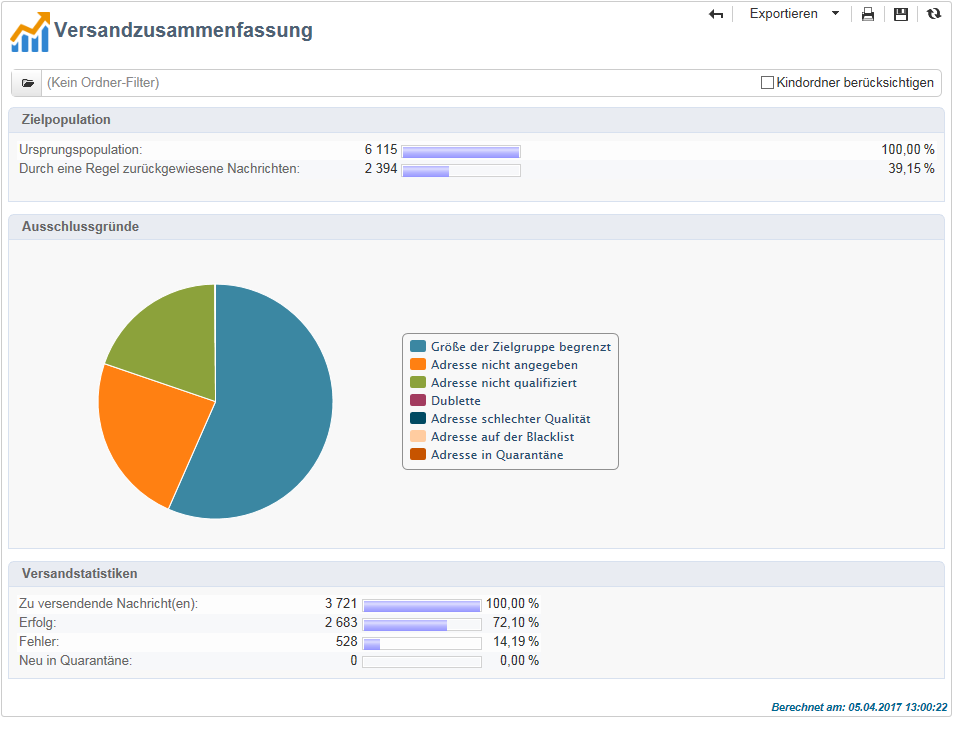 Versandzusammenfassung
Exportieren
(Kein Ordner-Filter)
Kindordner berücksichtigen
Zielpopulation
Ursprungspopulation: 6 115 100,00 %
Durch eine Regel zurückgewiesene Nachrichten: 2 394 39,15 %
Ausschlussgründe
Größe der Zielgruppe begrenzt
Adresse nicht angegeben
Adresse nicht qualifiziert
Dublette
Adresse schlechter Qualität
Adresse auf der Blacklist
Adresse in Quarantäne
Versandstatistiken
Zu versendende Nachricht(en): 3 721 100,00 %
Erfolg: 2 683 72,10 %
Fehler: 528 14,19 %
Neu in Quarantäne: 0 0,00 %
Berechnet am: 05.04.2017 13:00:22